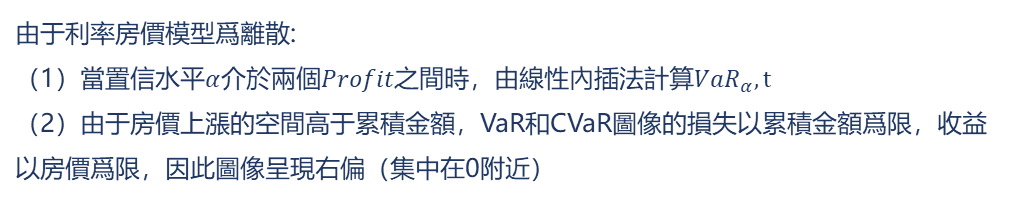 由于利率房價模型爲離散:
（1）當置信水平α介於兩個Profit之間時，由線性內插法計算VaRα,t
（2）由于房價上漲的空間高于累積金額，VaR和CVaR圖像的損失以累積金額爲限，收益
以房價爲限，因此圖像呈現右偏（集中在0附近）